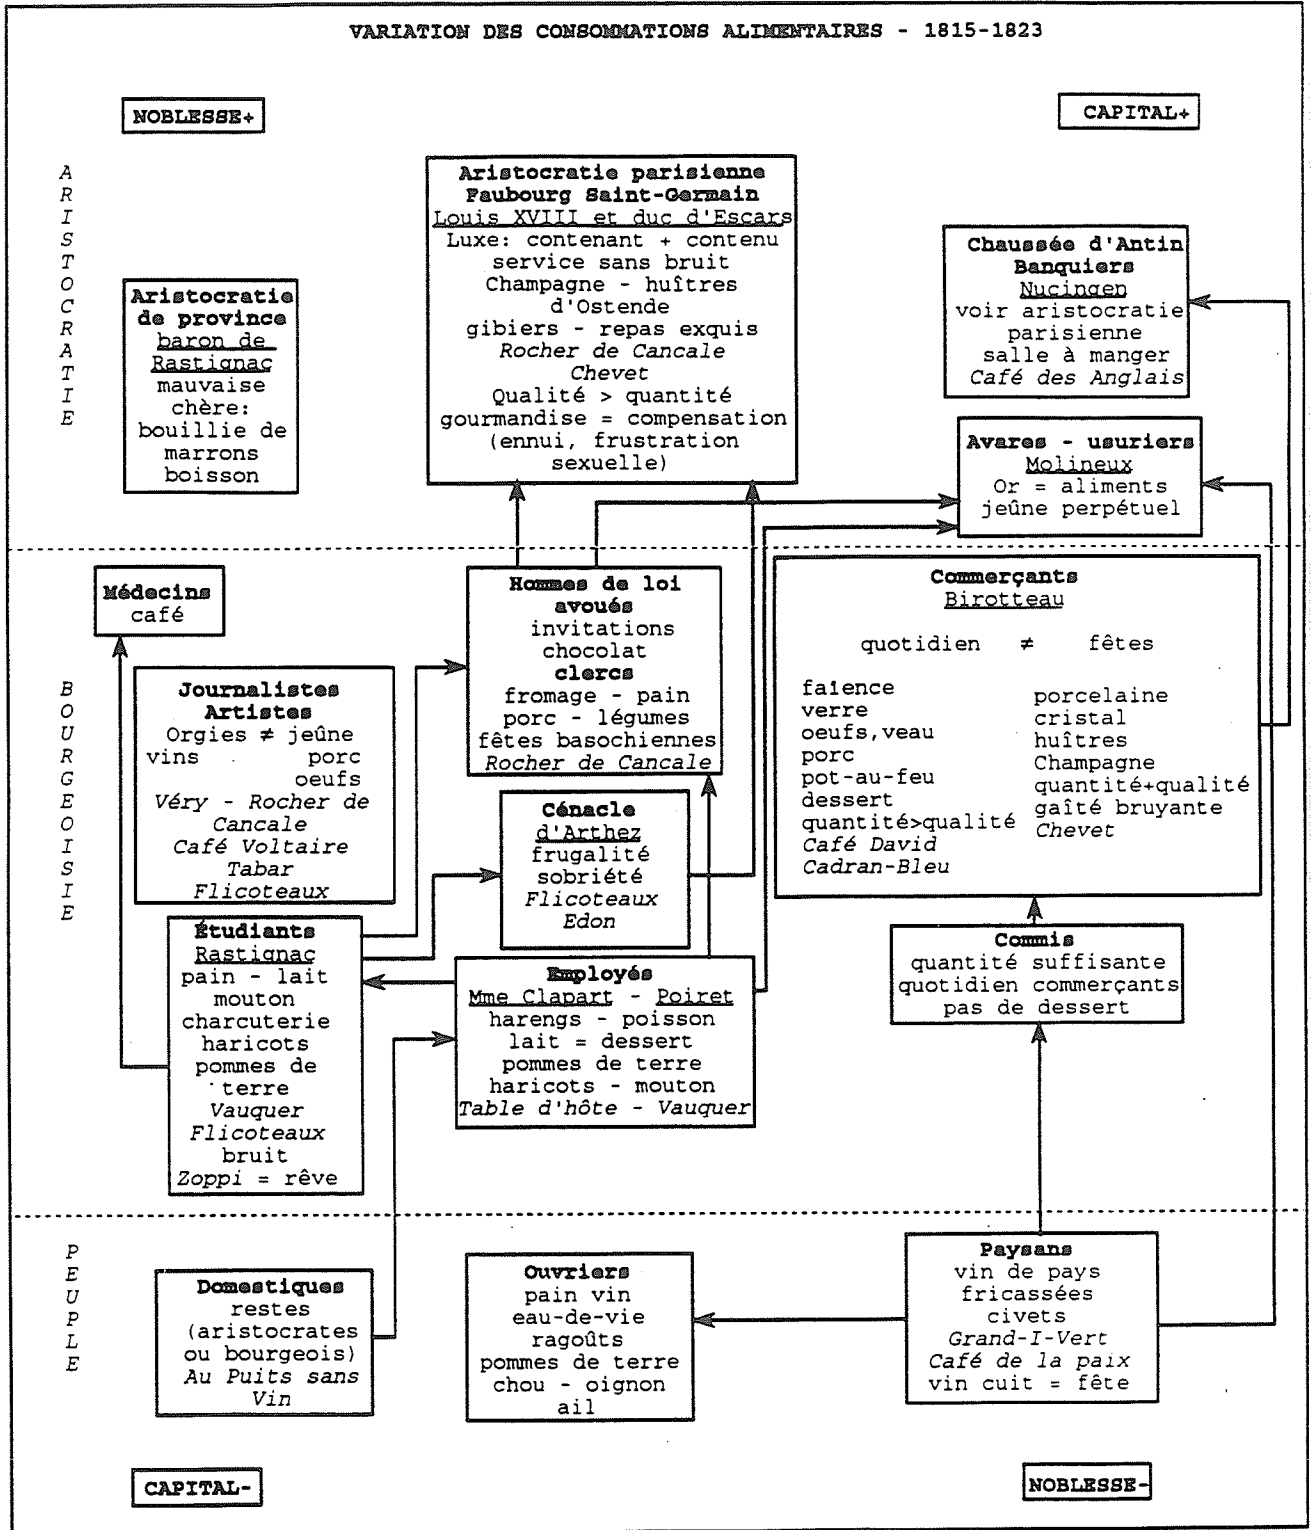 VARIATION DES CONSOMMATIONS ALIMENTAIRES - 1815-1823
NOBLESSE+
CAPITAL+
ARISTOCRATIE
Aristocratie parisienne
Faubourg Saint-Germain
Louis XVIII et duc d'Escars
Luxe: contenant + contenu
service sans bruit
Champagne - huîtres
d'Ostende
gibiers - repas exquis
Rocher de Cancale
Chevet
Qualité > quantité
gourmandise = compensation
(ennui, frustration
sexuelle)
Chaussée d'Antin
Banquiers
Nucingen
voir aristocratie
parisienne
salle à manger
Café des Anglais
Aristocratie
de province
baron de
Rastignac
mauvaise
chère:
bouillie de
marrons
boisson
Avares - usuriers
Molineux
Or = aliments
jeûne perpétuel
BOURGEOISIE
Médecins
café
Hommes de loi
avoués
invitations
chocolat
clercs
fromage - pain
porc - légumes
fêtes basochiennes
Rocher de Cancale
Commerçants
Birotteau
quotidien ≠ fêtes
faïence
verre
oeufs,veau
porc
pot-au-feu
dessert
quantité>qualité
Café David
Cadran-Bleu
porcelaine
cristal
huîtres
Champagne
quantité+qualité
gaîté bruyante
Chevet
Journalistes
Artistes
Orgies ≠ jeûne
vins porc
oeufs
Véry - Rocher de
Cancale
Café Voltaire
Tabar
Flicoteaux
Cénacle
d'Arthez
frugalité
sobriété
Flicoteaux
Edon
Étudiants
Rastignac
pain - lait
mouton
charcuterie
haricots
pommes de
terre
Vauquer
Flicoteaux
bruit
Zoppi = rêve
Employés
Mme Clapart - Poiret
harengs - poisson
lait = dessert
pommes de terre
haricots - mouton
Table d'hôte - Vauquer
Commis
quantité suffisante
quotidien commerçants
pas de dessert
PEUPLE
Domestiques
restes
(aristocrates
ou bourgeois)
Au Puits sans
Vin
Ouvriers
pain vin
eau-de-vie
ragoûts
pommes de terre
chou - oignon
ail
Paysans
vin de pays
fricassées
civets
Grand-I-Vert
Café de la paix
vin cuit = fête
CAPITAL-
NOBLESSE-